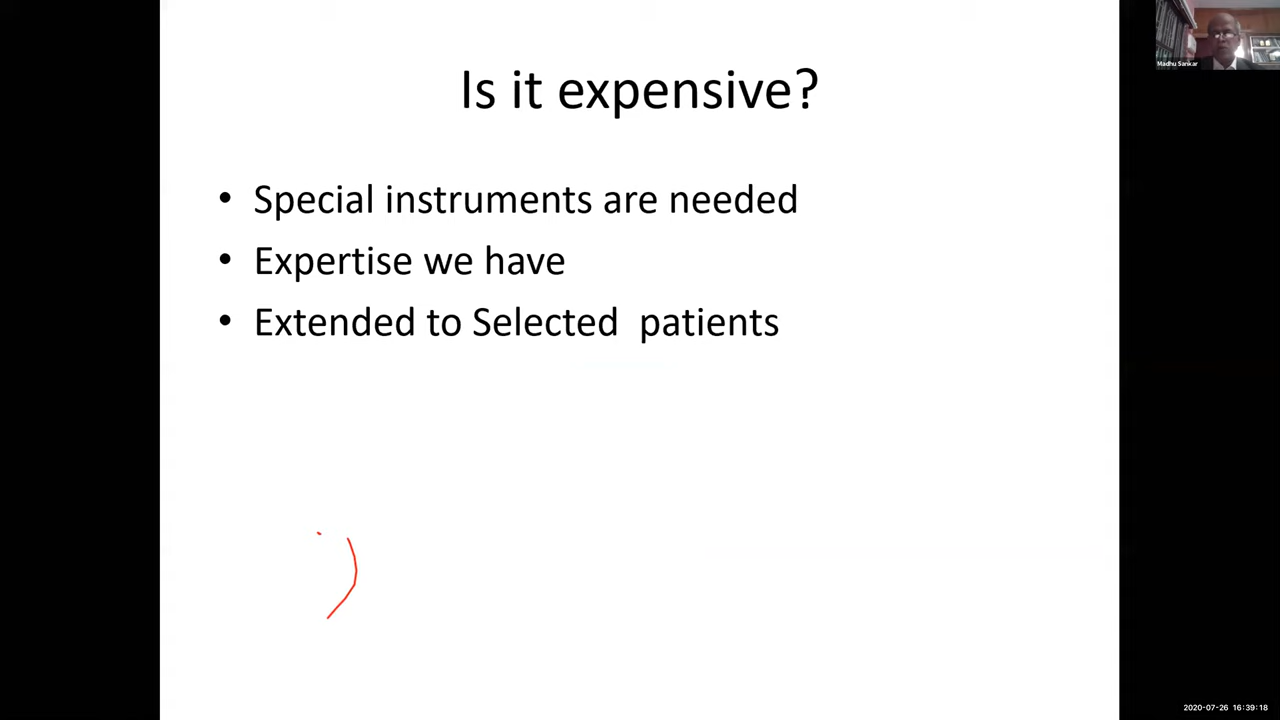 Is it expensive?
• Special instruments are needed
• Expertise we have
• Extended to Selected  patients
Madhu Sankar
2020-07-26 16:39:18